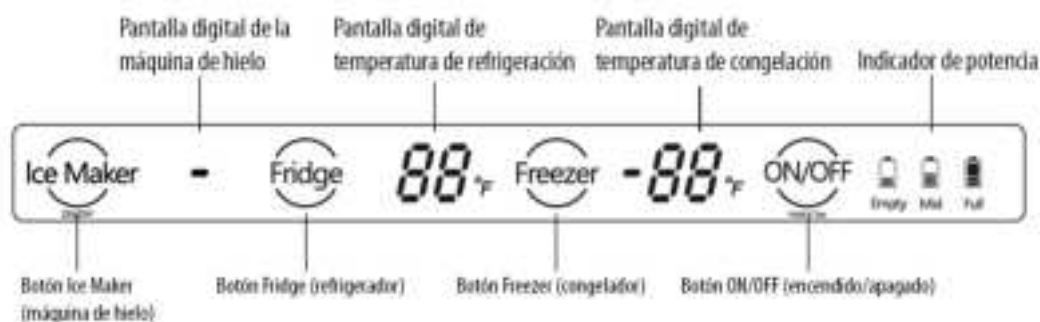 Pantalla digital de la
máquina de hielo
Pantalla digital de
temperatura de refrigeración
Pantalla digital de
temperatura de congelación
Indicador de potencia
Ice Maker - Fridge 88 °F Freezer -88 °F ON/OFF
Empty Mid Full
Botón Ice Maker
(máquina de hielo)
Botón Fridge (refrigerador)
Botón Freezer (congelador)
Botón ON/OFF (encendido/apagado)